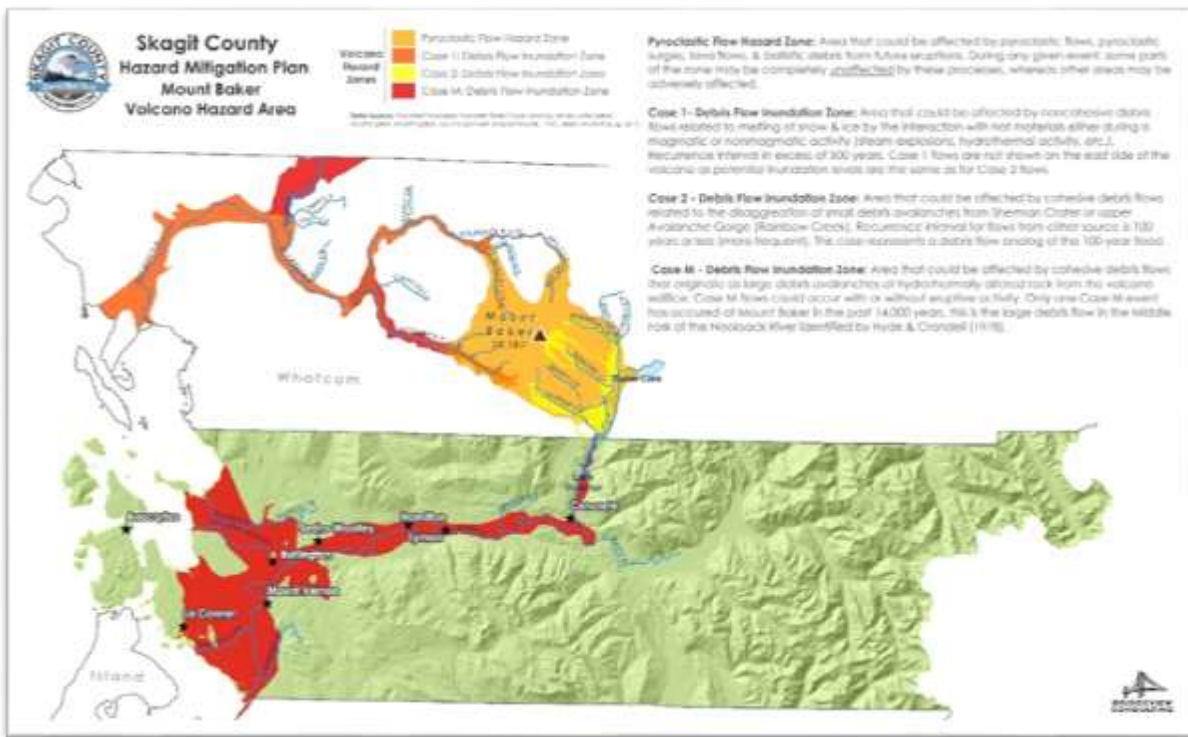 SKAGIT COUNTY
Skagit County
Hazard Mitigation Plan
Mount Baker
Volcano Hazard Area
Volcano
Hazard
Zones
Pyroclastic Flow Hazard Zone
Case 1: Debris Flow Inundation Zone
Case 2: Debris Flow Inundation Zone
Case M: Debris Flow Inundation Zone
Pyroclastic Flow Hazard Zone: Area that could be affected by pyroclastic flows, pyroclastic
surges, lava flows, & ballistic debris from future eruptions. During any given event some parts
of the zone may be completely unaffected by these processes, whereas other areas may be
adversely affected.
Case 1- Debris Flow Inundation Zone: Area that could be affected by noncohesive debris
flows related to melting of snow & ice by the interaction with hot materials either during a
magmatic or nonmagmatic activity (steam explosions, hydrothermal activity, etc.).
Recurrence interval in excess of 500 years. Case 1 flows are not shown on the east side of the
volcano as potential inundation levels are the same as for Case 2 flows.
Case 2 - Debris Flow Inundation Zone: Area that could be affected by cohesive debris flows
related to the disaggregation of small debris avalanches from Sherman Crater or upper
Avalanche Gorge (Rainbow Creek). Recurrence interval for flows from either source is 100
years or less (more frequent). This case represents a debris flow analog of the 100-year flood.
Case M - Debris Flow Inundation Zone: Area that could be affected by cohesive debris flows
that originate as large debris avalanches of hydrothermally altered rock from the volcano
edifice. Case M flows could occur with or without eruptive activity. Only one Case M event
has occured at Mount Baker in the past 14,000 years, this is the large debris flow in the Middle
Fork of the Nooksack River identified by Hyde & Crandell (1978).
Mount
Baker
Baker Lake
Whatcom
Concrete
Hamilton
Lyman
Sedro-Woolley
Anacortes
Burlington
Mount Vernon
La Conner
Island
BRIDGEVIEW
CONSULTING